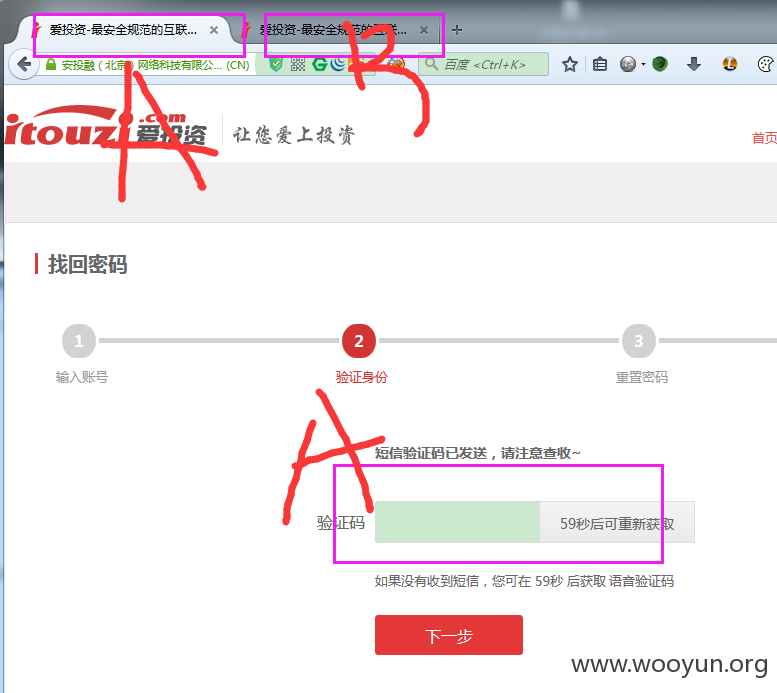 爱投资-最安全规范的互联... × 爱投资-最安全规范的互联... × +
安投融（北京）网络科技有限公... (CN) 百度 <Ctrl+K>
itouzi.com 爱投资 让您爱上投资
首页
A B
找回密码
1 2 3
输入账号 验证身份 重置密码
A
短信验证码已发送，请注意查收~
验证码 59秒后可重新获取
如果没有收到短信，您可在 59秒 后获取 语音验证码
下一步
www.wooyun.org